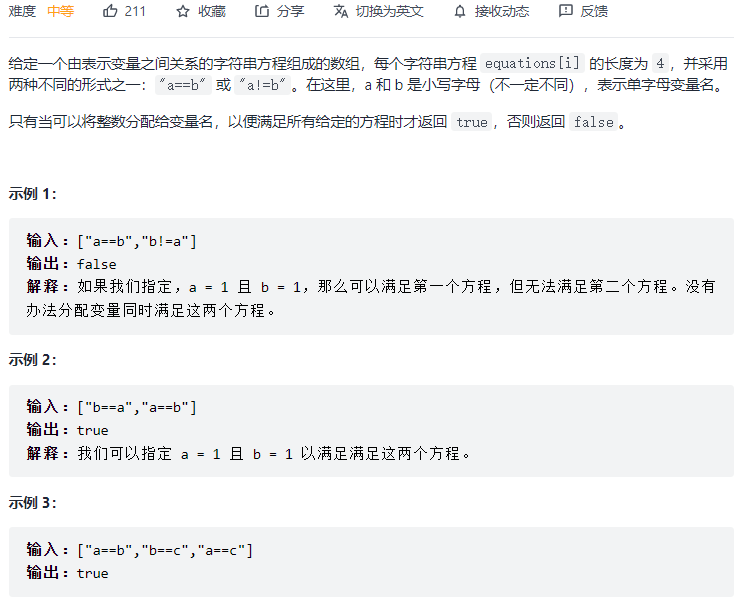 难度 中等 211 收藏 分享 切换为英文 接收动态 反馈
给定一个由表示变量之间关系的字符串方程组成的数组，每个字符串方程 equations[i] 的长度为 4，并采用
两种不同的形式之一："a==b" 或 "a!=b"。在这里，a 和 b 是小写字母（不一定不同），表示单字母变量名。
只有当可以将整数分配给变量名，以便满足所有给定的方程时才返回 true，否则返回 false。
示例 1：
输入：["a==b","b!=a"]
输出：false
解释：如果我们指定，a = 1 且 b = 1，那么可以满足第一个方程，但无法满足第二个方程。没有
办法分配变量同时满足这两个方程。
示例 2：
输入：["b==a","a==b"]
输出：true
解释：我们可以指定 a = 1 且 b = 1 以满足满足这两个方程。
示例 3：
输入：["a==b","b==c","a==c"]
输出：true